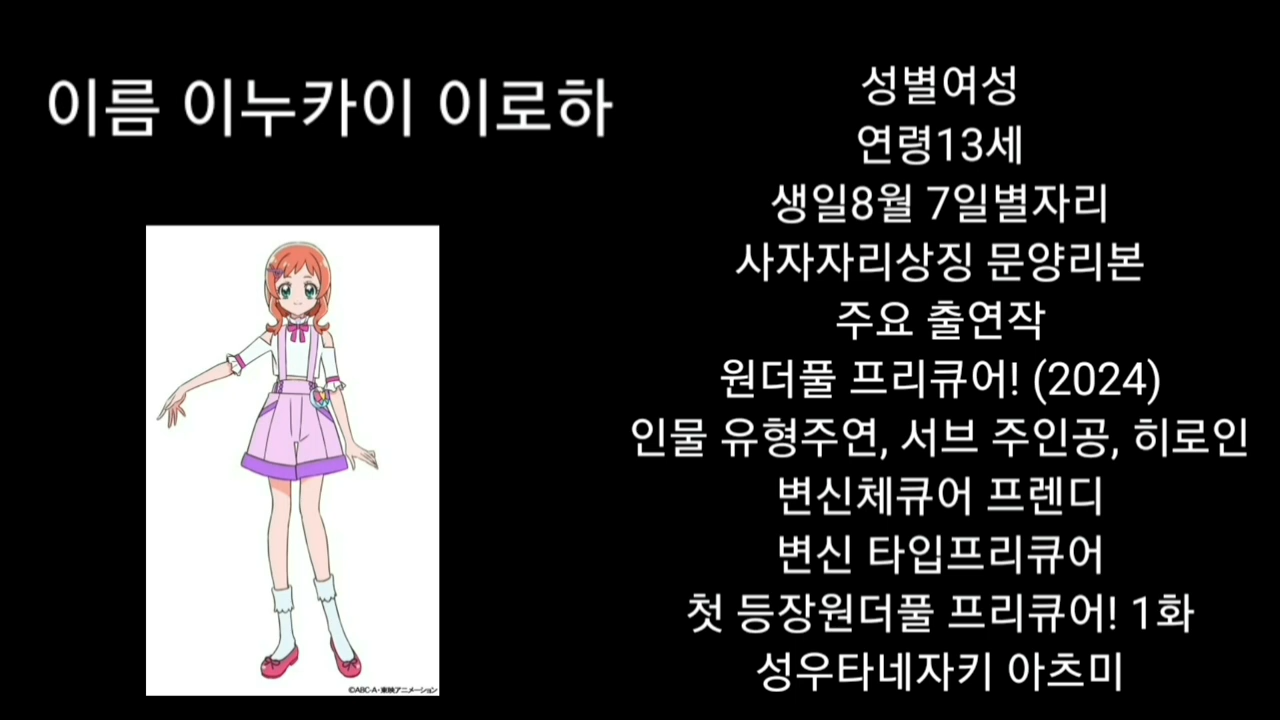 이름 이누카이 이로하
성별여성
연령13세
생일8월 7일별자리
사자자리상징 문양리본
주요 출연작
원더풀 프리큐어! (2024)
인물 유형주연, 서브 주인공, 히로인
변신체큐어 프렌디
변신 타입프리큐어
첫 등장원더풀 프리큐어! 1화
성우타네자키 아츠미
©ABC-A・東映アニメーション